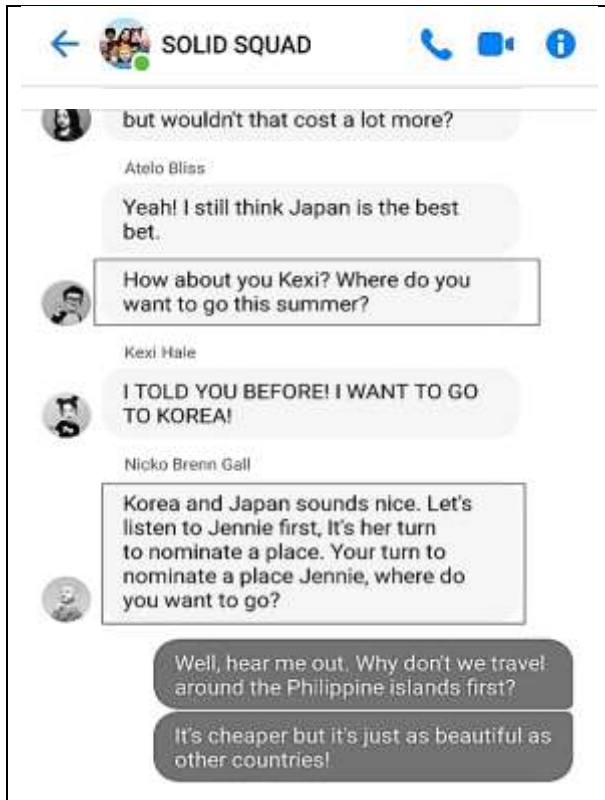 SOLID SQUAD
but wouldn't that cost a lot more?
Atelo Bliss
Yeah! I still think Japan is the best
bet.
How about you Kexi? Where do you
want to go this summer?
Kexi Hale
I TOLD YOU BEFORE! I WANT TO GO
TO KOREA!
Nicko Brenn Gall
Korea and Japan sounds nice. Let's
listen to Jennie first, It's her turn
to nominate a place. Your turn to
nominate a place Jennie, where do
you want to go?
Well, hear me out. Why don't we travel
around the Philippine islands first?
It's cheaper but it's just as beautiful as
other countries!